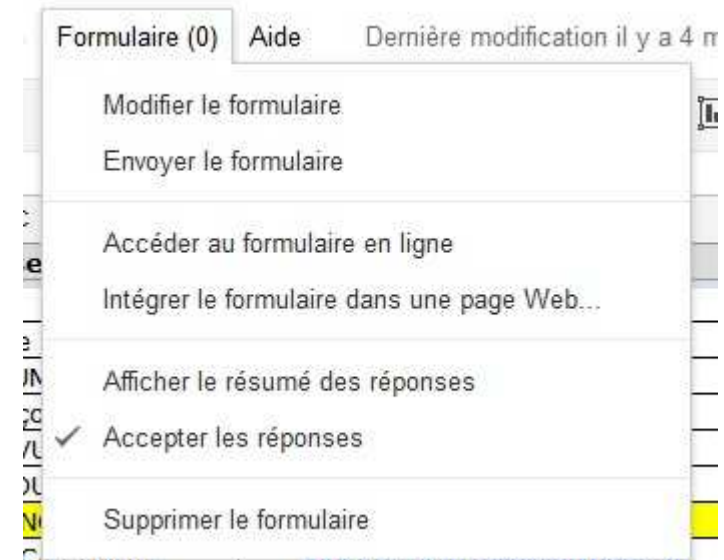 Formulaire (0) Aide Dernière modification il y a 4 m
Modifier le formulaire
Envoyer le formulaire
Accéder au formulaire en ligne
Intégrer le formulaire dans une page Web...
Afficher le résumé des réponses
Accepter les réponses
Supprimer le formulaire